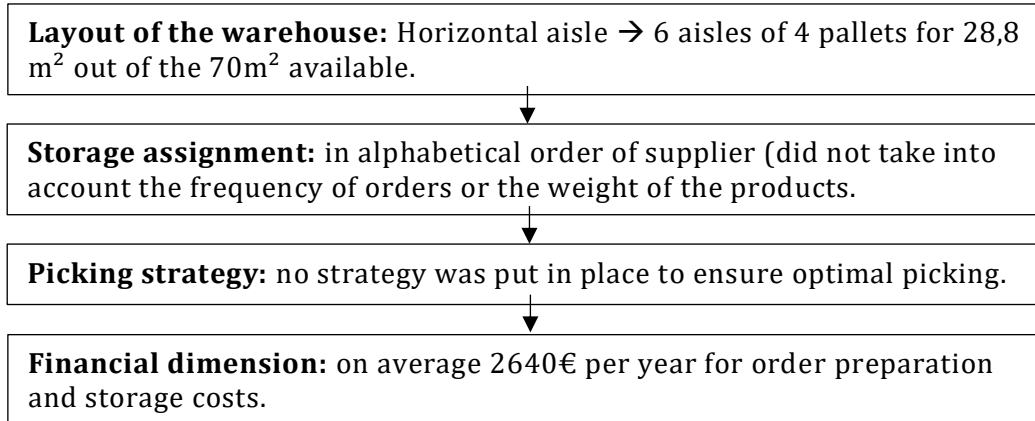 Layout of the warehouse: Horizontal aisle → 6 aisles of 4 pallets for 28,8
m² out of the 70m² available.
Storage assignment: in alphabetical order of supplier (did not take into
account the frequency of orders or the weight of the products.
Picking strategy: no strategy was put in place to ensure optimal picking.
Financial dimension: on average 2640€ per year for order preparation
and storage costs.